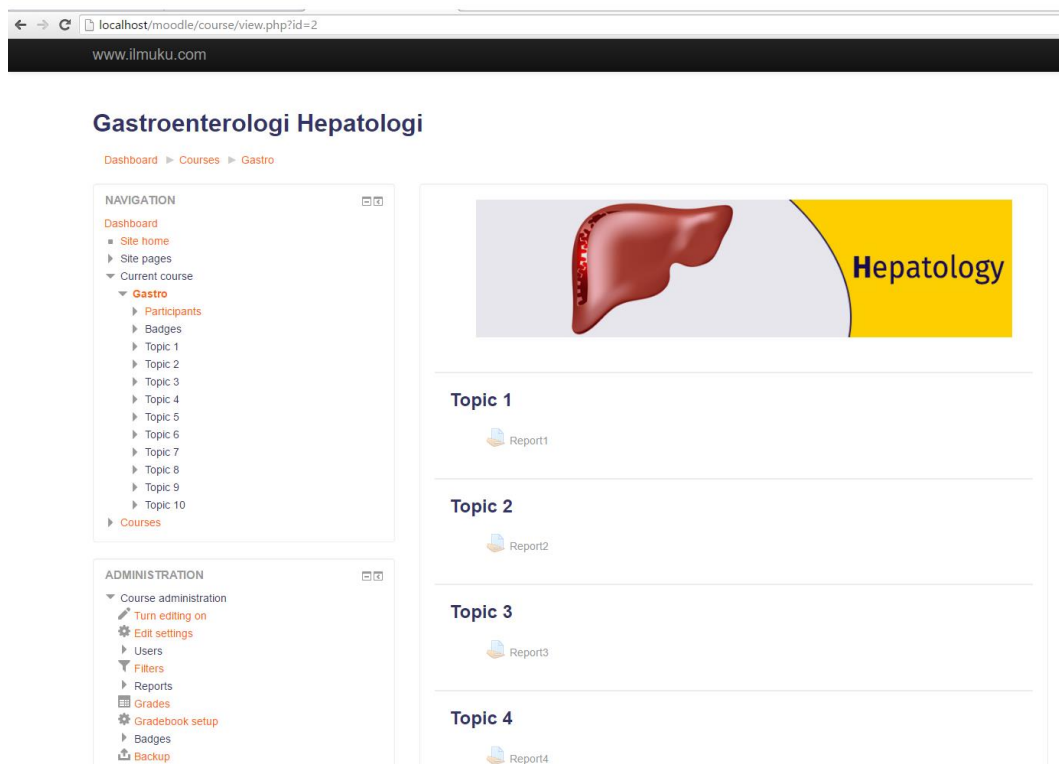 localhost/moodle/course/view.php?id=2
www.ilmuku.com
Gastroenterologi Hepatologi
Dashboard ► Courses ► Gastro
NAVIGATION
Dashboard
Site home
Site pages
Current course
Gastro
Participants
Badges
Topic 1
Topic 2
Topic 3
Topic 4
Topic 5
Topic 6
Topic 7
Topic 8
Topic 9
Topic 10
Courses
ADMINISTRATION
Course administration
Turn editing on
Edit settings
Users
Filters
Reports
Grades
Gradebook setup
Badges
Backup
Hepatology
Topic 1
Report1
Topic 2
Report2
Topic 3
Report3
Topic 4
Report4